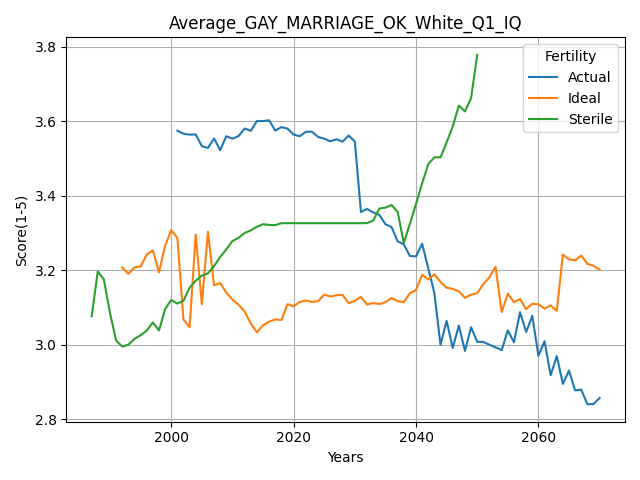 Average_GAY_MARRIAGE_OK_White_Q1_IQ
Fertility
Actual
Ideal
Sterile
Score(1-5)
3.8
3.6
3.4
3.2
3.0
2.8
2000
2020
2040
2060
Years